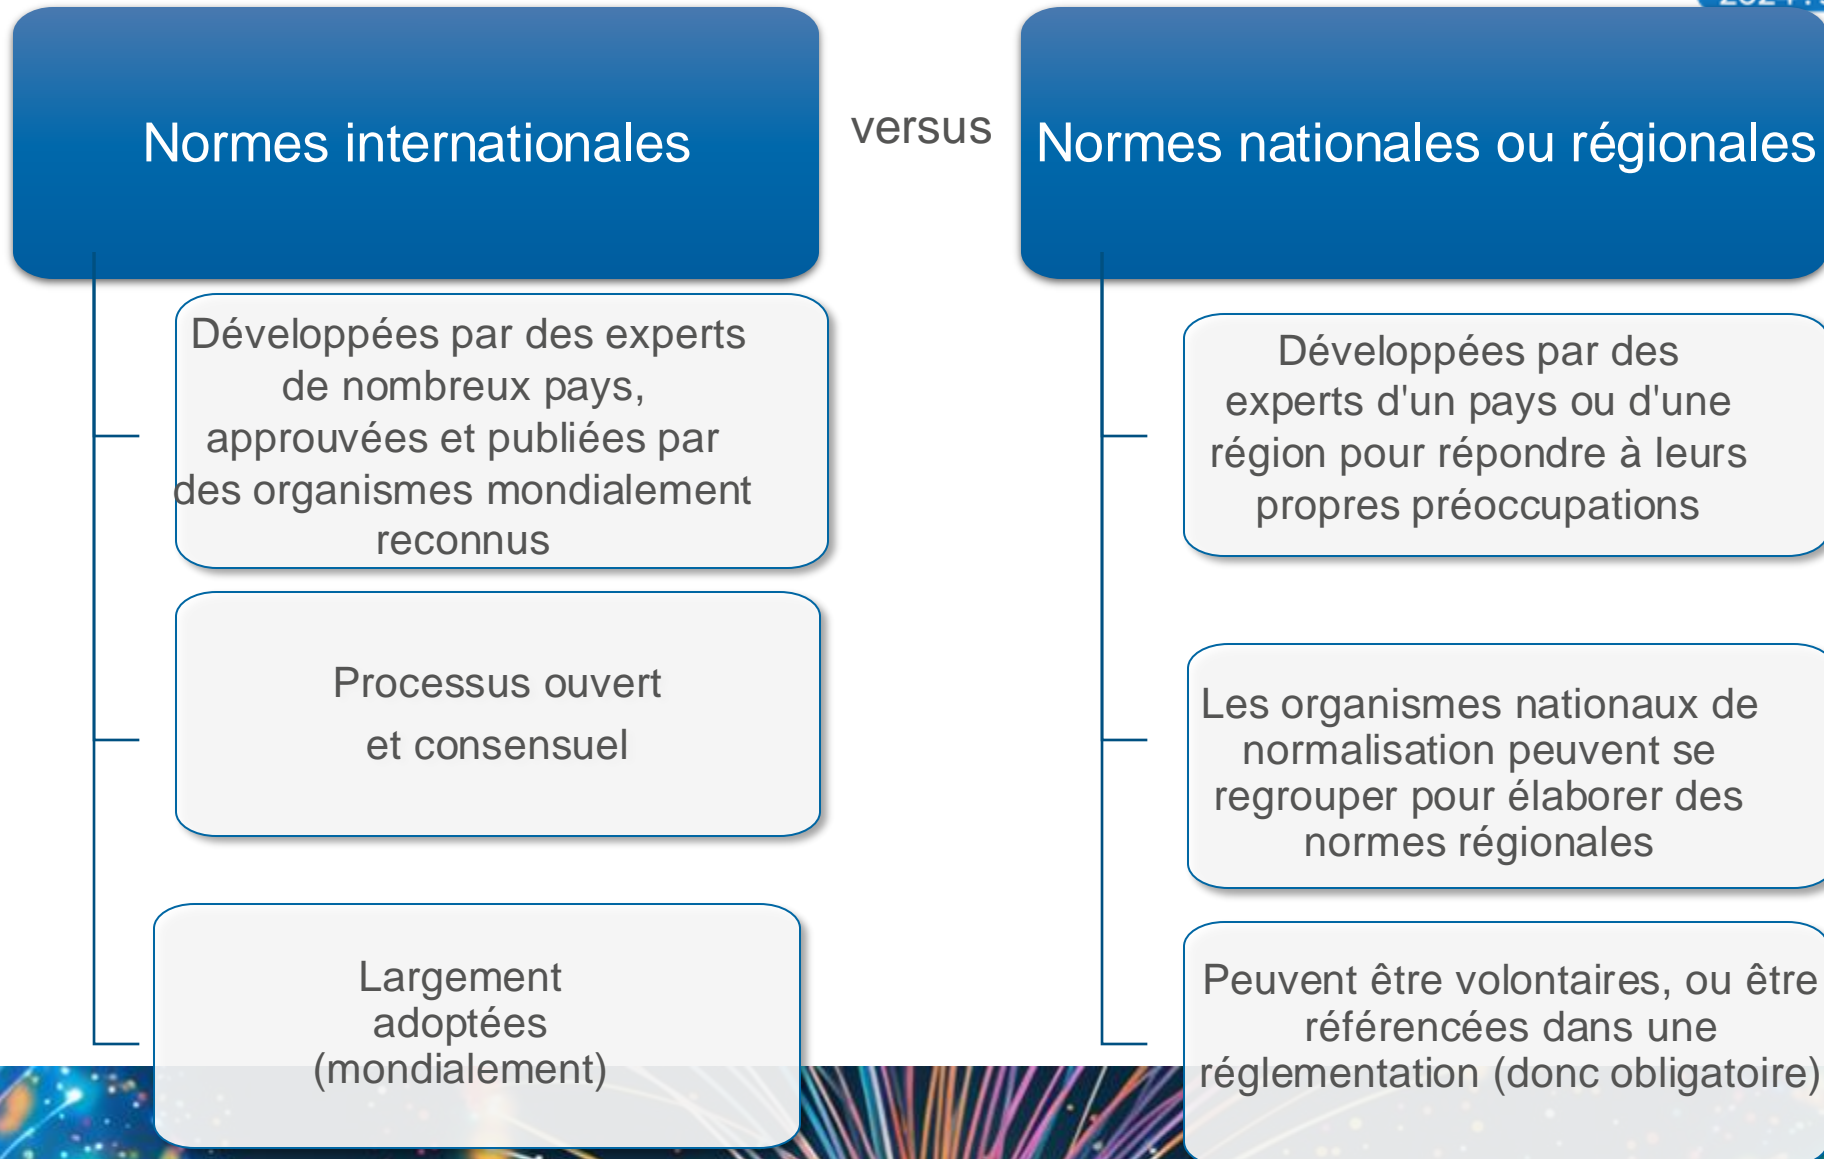 Normes internationales
versus
Normes nationales ou régionales
Développées par des experts
de nombreux pays,
approuvées et publiées par
des organismes mondialement
reconnus
Processus ouvert
et consensuel
Largement
adoptées
(mondialement)
Développées par des
experts d'un pays ou d'une
région pour répondre à leurs
propres préoccupations
Les organismes nationaux de
normalisation peuvent se
regrouper pour élaborer des
normes régionales
Peuvent être volontaires, ou être
référencées dans une
réglementation (donc obligatoire)